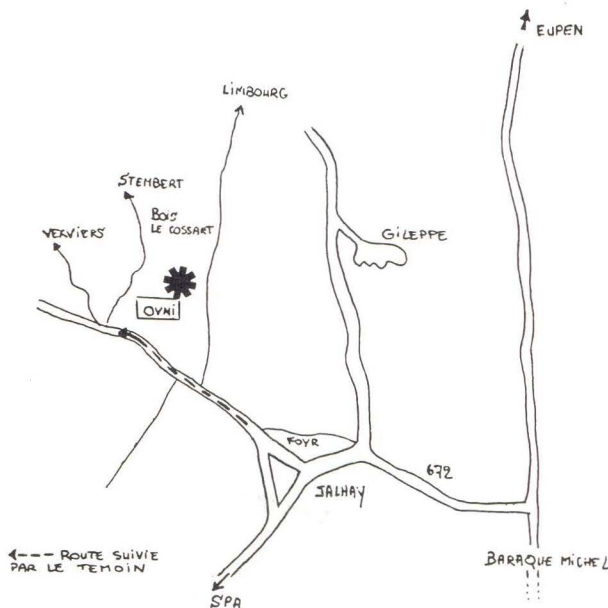 EUPEN
LIMBOURG
STEMBERT
BOIS
LE COSSART
VERVIERS
GILEPPE
OVNI
FOYR
672
JALHAY
BARAQUE MICHEL
ROUTE SUIVIE
PAR LE TEMOIN
SPA